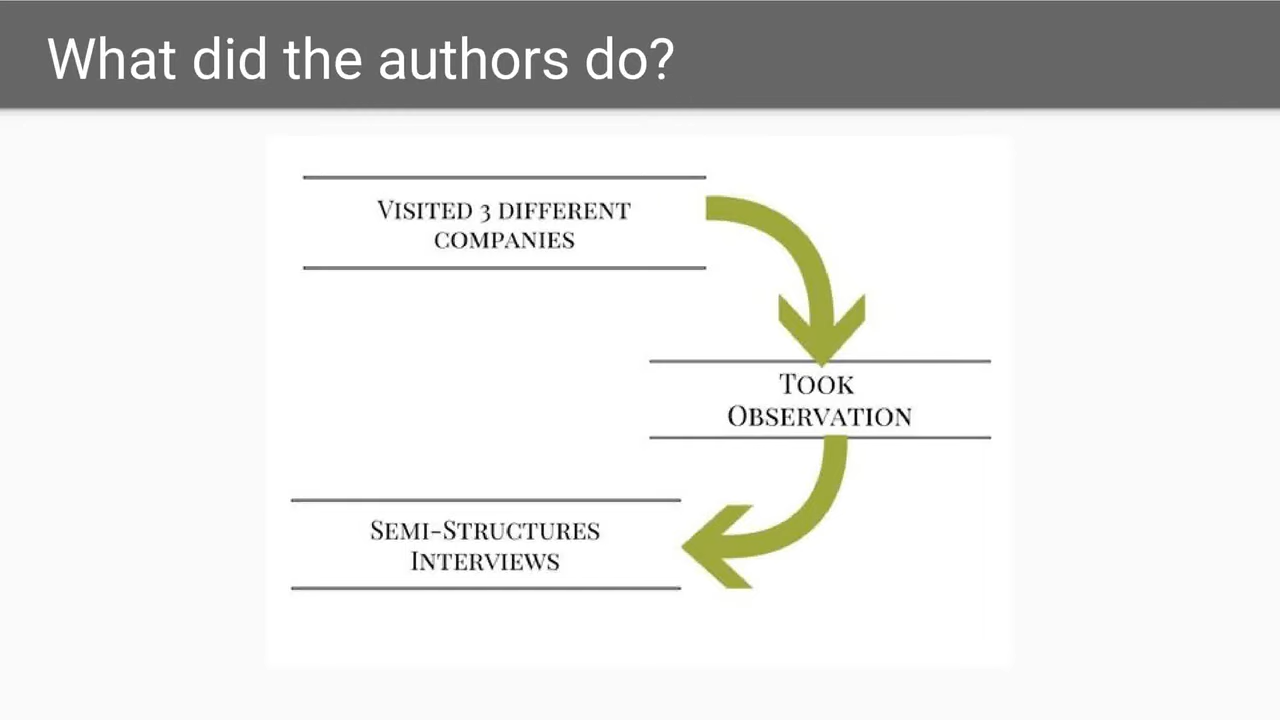 What did the authors do?
Visited 3 different
companies
Took
Observation
Semi-Structures
Interviews